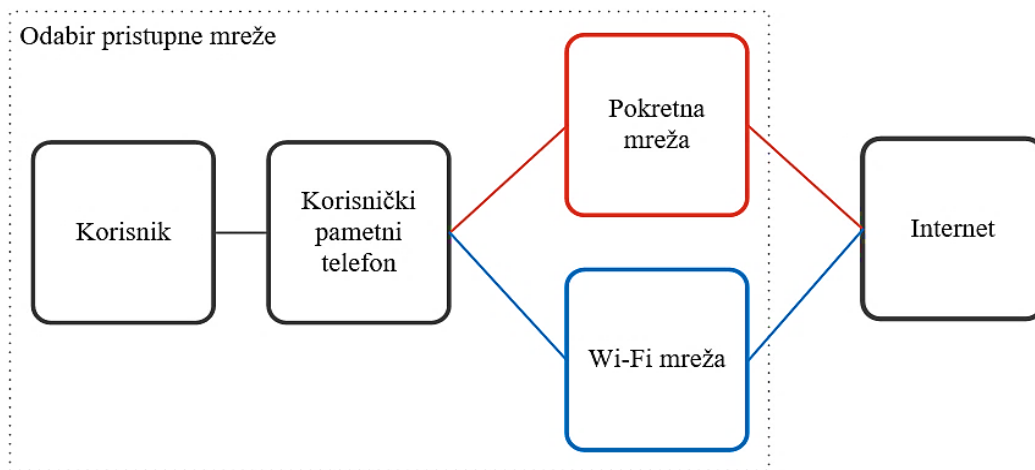 Odabir pristupne mreže
Korisnik
Korisnički
pametni
telefon
Pokretna
mreža
Wi-Fi mreža
Internet